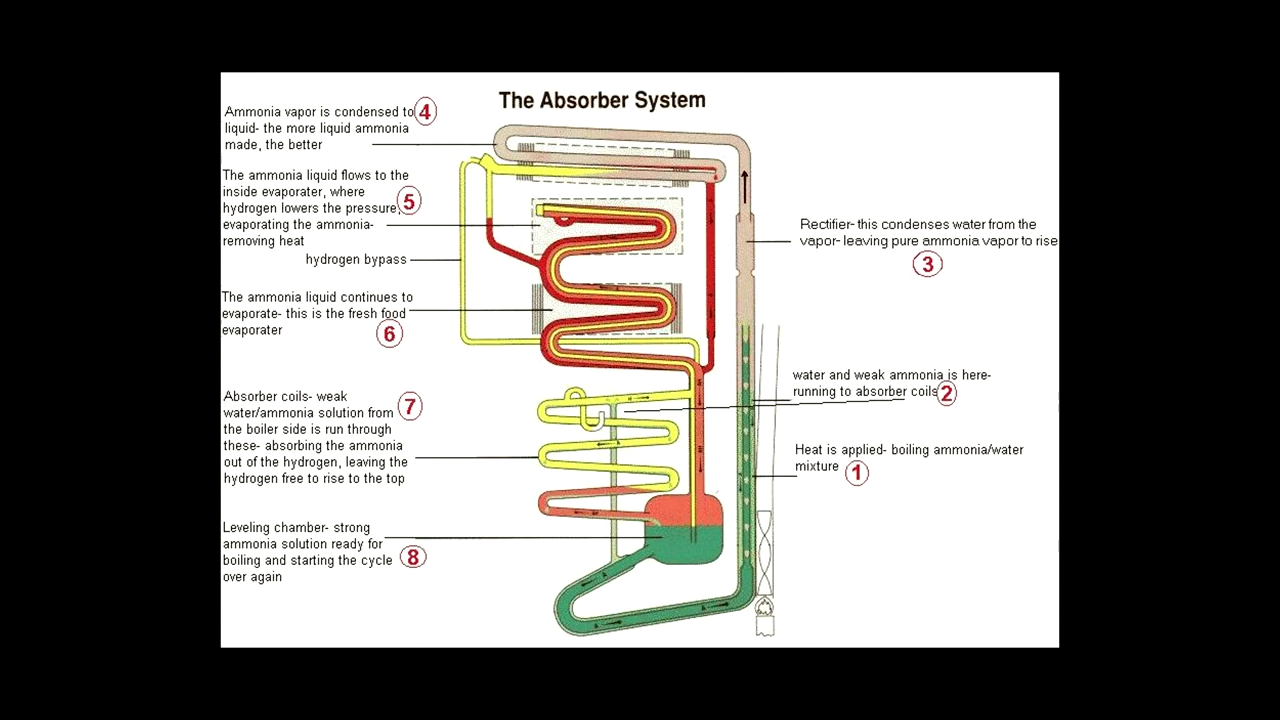 The Absorber System
Ammonia vapor is condensed to 4
liquid- the more liquid ammonia
made, the better
The ammonia liquid flows to the
inside evaporater, where
hydrogen lowers the pressure, 5
evaporating the ammonia-
removing heat
hydrogen bypass
The ammonia liquid continues to
evaporate- this is the fresh food
evaporater 6
Absorber coils- weak
water/ammonia solution from 7
the boiler side is run through
these- absorbing the ammonia
out of the hydrogen, leaving the
hydrogen free to rise to the top
Leveling chamber- strong
ammonia solution ready for
boiling and starting the cycle 8
over again
Rectifier- this condenses water from the
vapor- leaving pure ammonia vapor to rise
3
water and weak ammonia is here-
running to absorber coils 2
Heat is applied- boiling ammonia/water
mixture 1